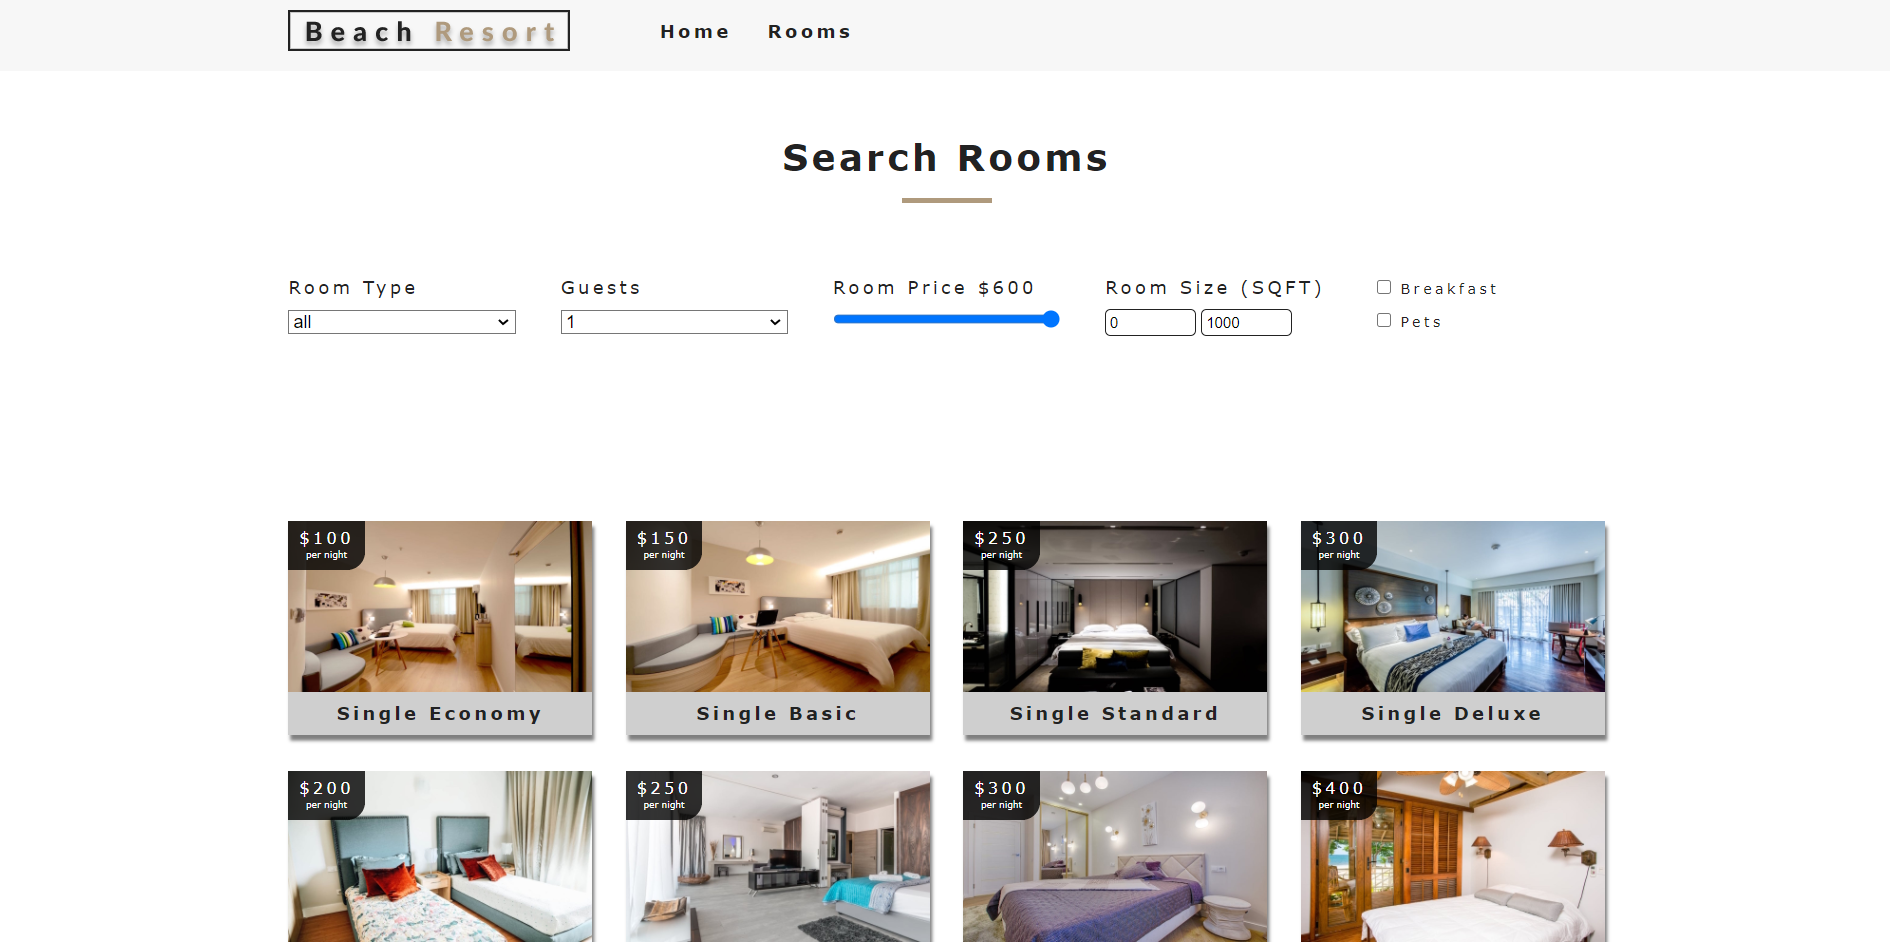 Beach Resort
Home
Rooms
Search Rooms
Room Type
all
Guests
1
Room Price $600
Room Size (SQFT)
0
1000
Breakfast
Pets
$100
per night
Single Economy
$150
per night
Single Basic
$250
per night
Single Standard
$300
per night
Single Deluxe
$200
per night
$250
per night
$300
per night
$400
per night